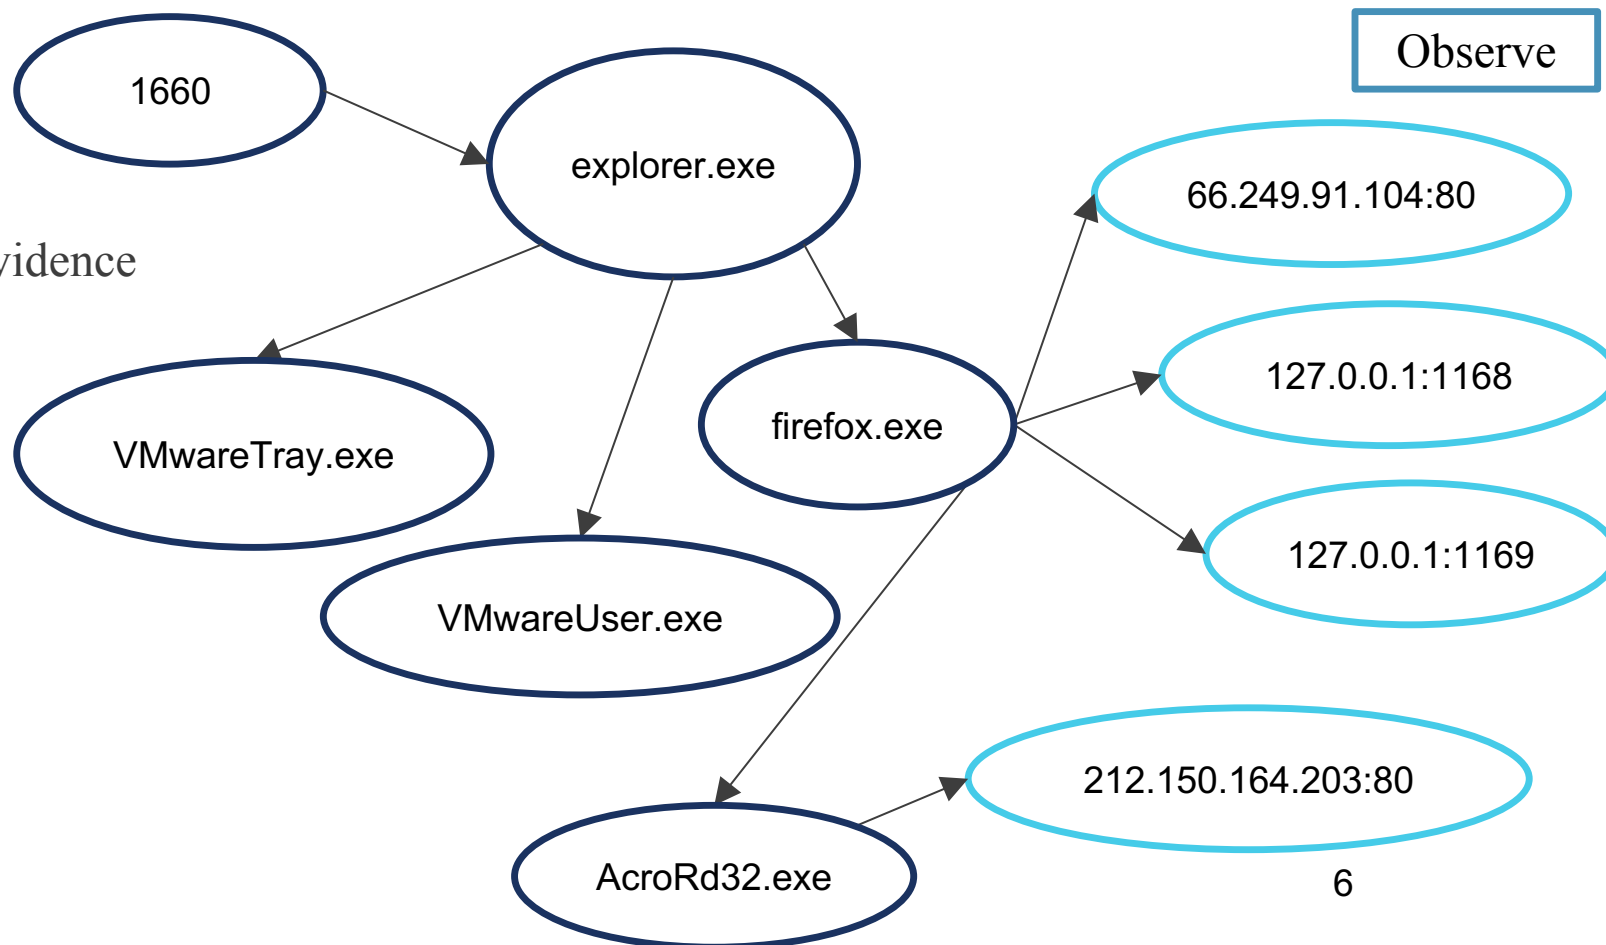 Observe
1660
explorer.exe
66.249.91.104:80
vidence
127.0.0.1:1168
firefox.exe
VMwareTray.exe
127.0.0.1:1169
VMwareUser.exe
212.150.164.203:80
AcroRd32.exe
6